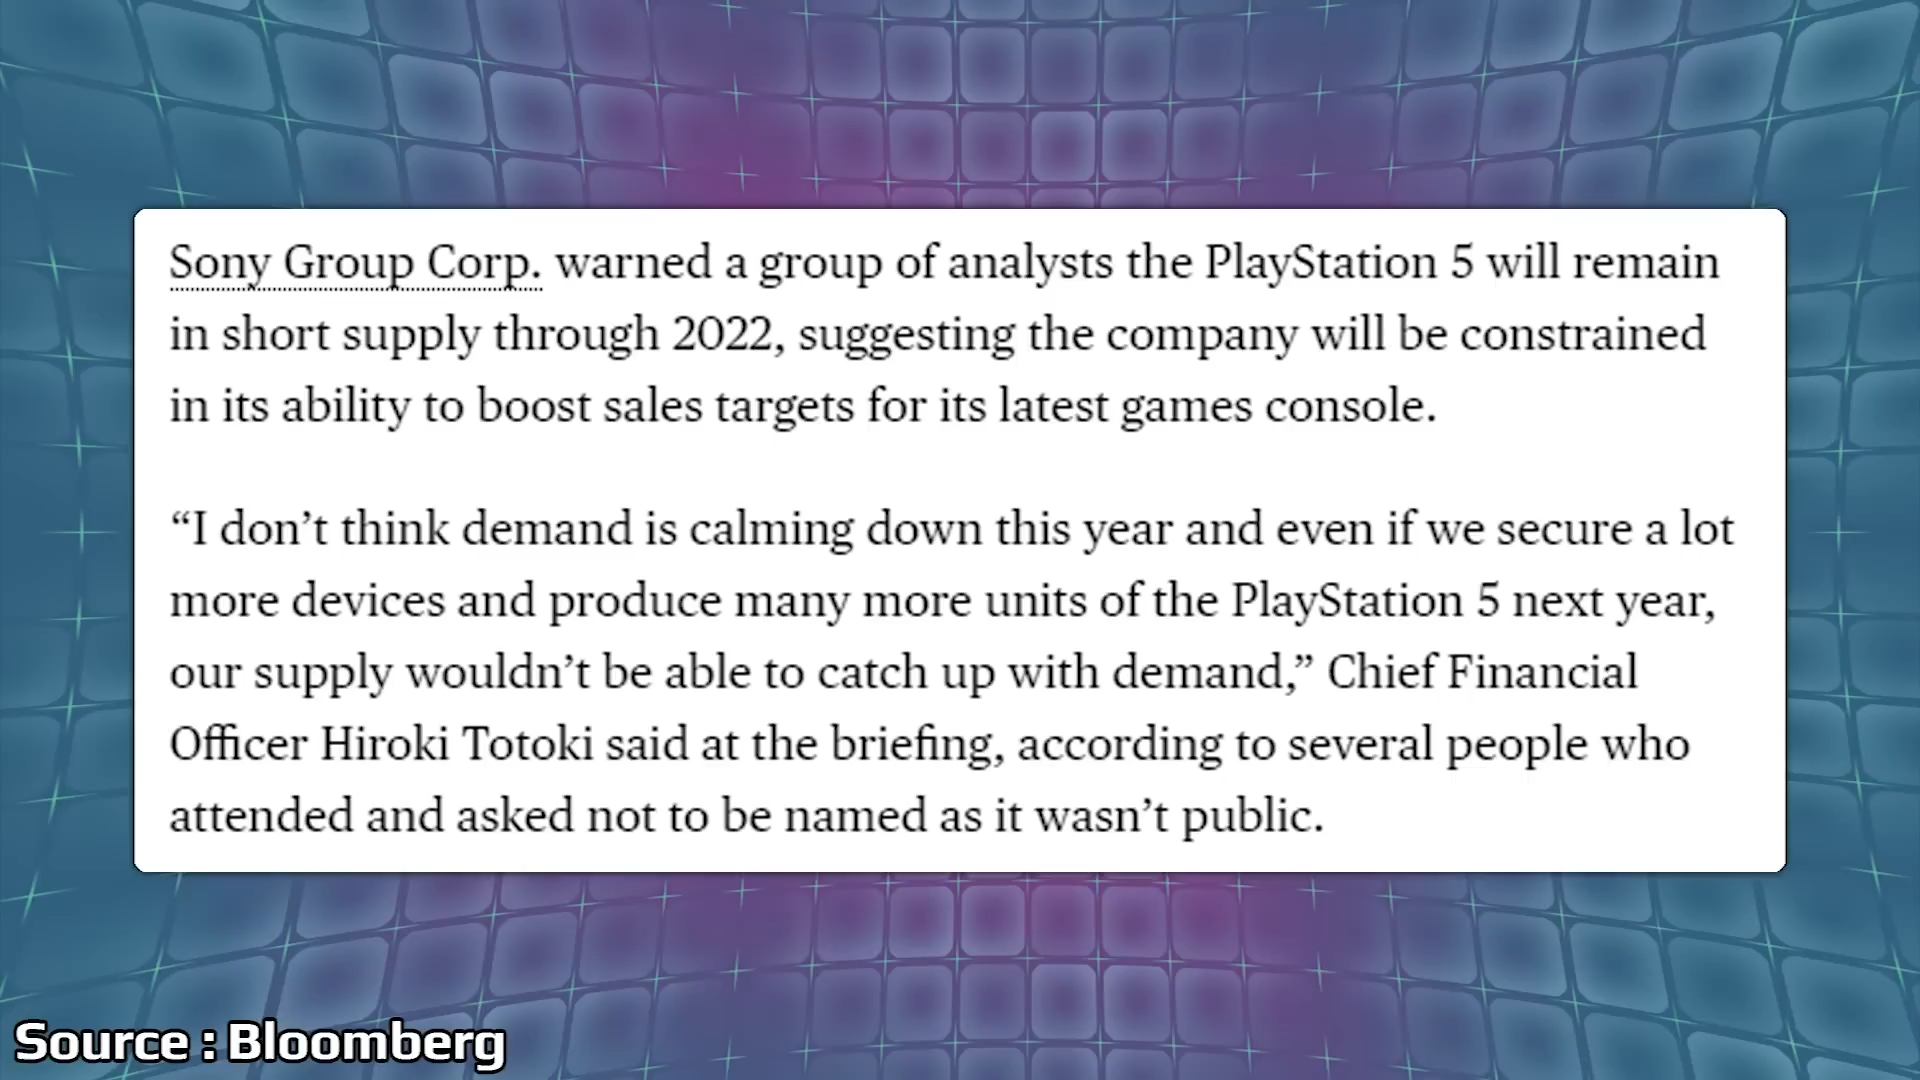 Sony Group Corp. warned a group of analysts the PlayStation 5 will remain
in short supply through 2022, suggesting the company will be constrained
in its ability to boost sales targets for its latest games console.
“I don’t think demand is calming down this year and even if we secure a lot
more devices and produce many more units of the PlayStation 5 next year,
our supply wouldn’t be able to catch up with demand,” Chief Financial
Officer Hiroki Totoki said at the briefing, according to several people who
attended and asked not to be named as it wasn’t public.
Source : Bloomberg